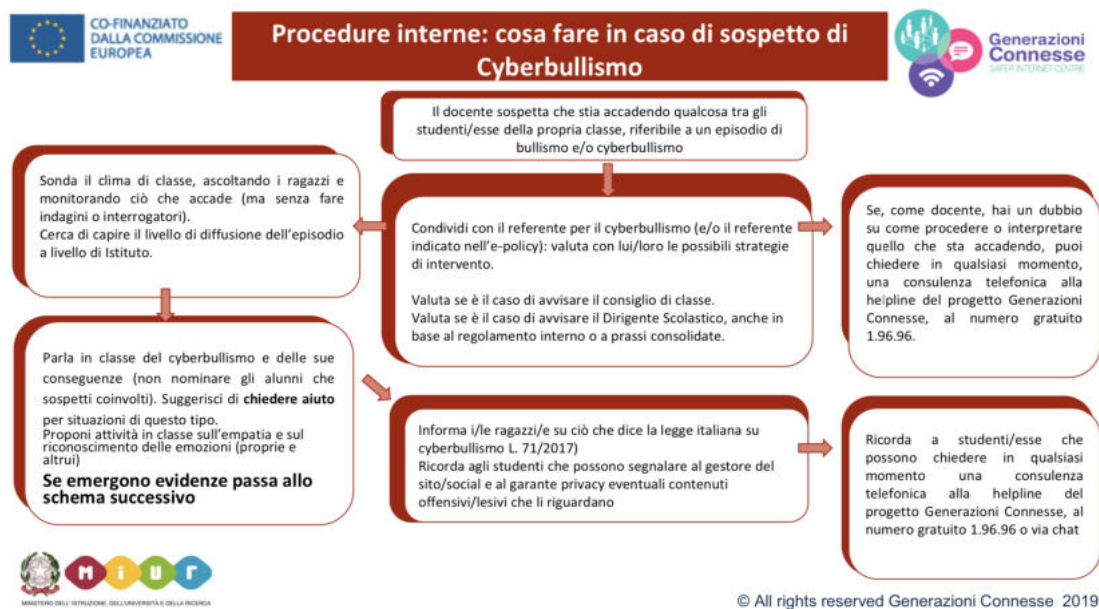 CO-FINANZIATO
DALLA COMMISSIONE
EUROPEA
Procedure interne: cosa fare in caso di sospetto di
Cyberbullismo
Generazioni
Connesse
SAFER INTERNET CENTRE
Il docente sospetta che stia accadendo qualcosa tra gli
studenti/esse della propria classe, riferibile a un episodio di
bullismo e/o cyberbullismo
Sonda il clima di classe, ascoltando i ragazzi e
monitorando ciò che accade (ma senza fare
indagini o interrogatori).
Cerca di capire il livello di diffusione dell'episodio
a livello di Istituto.
Condividi con il referente per il cyberbullismo (e/o il referente
indicato nell'e-policy): valuta con lui/loro le possibili strategie
di intervento.
Valuta se è il caso di avvisare il consiglio di classe.
Valuta se è il caso di avvisare il Dirigente Scolastico, anche in
base al regolamento interno o a prassi consolidate.
Se, come docente, hai un dubbio
su come procedere o interpretare
quello che sta accadendo, puoi
chiedere in qualsiasi momento,
una consulenza telefonica alla
helpline del progetto Generazioni
Connesse, al numero gratuito
1.96.96.
Parla in classe del cyberbullismo e delle sue
conseguenze (non nominare gli alunni che
sospetti coinvolti). Suggerisci di chiedere aiuto
per situazioni di questo tipo.
Proponi attività in classe sull'empatia e sul
riconoscimento delle emozioni (proprie e
altrui)
Se emergono evidenze passa allo
schema successivo
Informa i/le ragazzi/e su ciò che dice la legge italiana su
cyberbullismo L. 71/2017)
Ricorda agli studenti che possono segnalare al gestore del
sito/social e al garante privacy eventuali contenuti
offensivi/lesivi che li riguardano
Ricorda a studenti/esse che
possono chiedere in qualsiasi
momento una consulenza
telefonica alla helpline del
progetto Generazioni Connesse, al
numero gratuito 1.96.96 o via chat
miur
MINISTERO DELL'ISTRUZIONE, DELL'UNIVERSITÀ E DELLA RICERCA
© All rights reserved Generazioni Connesse 2019